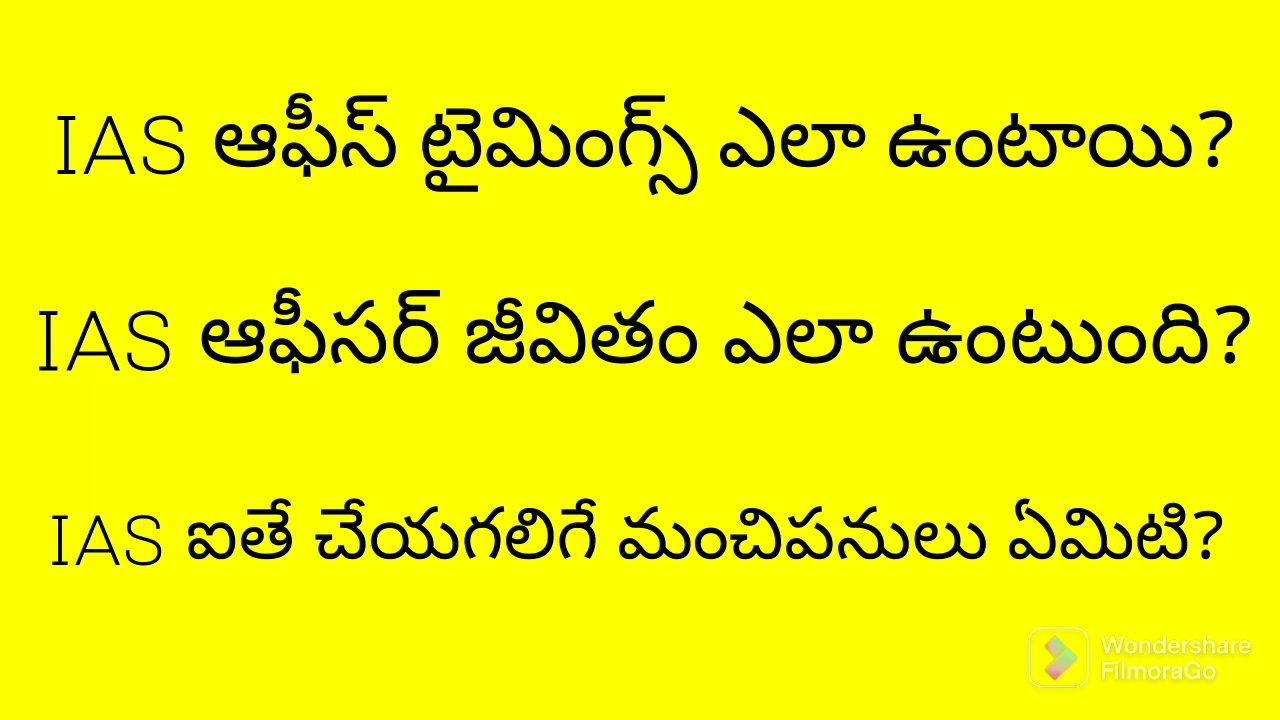 IAS ఆఫీస్ టైమింగ్స్ ఎలా ఉంటాయి?
IAS ఆఫీసర్ జీవితం ఎలా ఉంటుంది?
IAS ఐతే చేయగలిగే మంచిపనులు ఏమిటి?
Wondershare
FilmoraGo